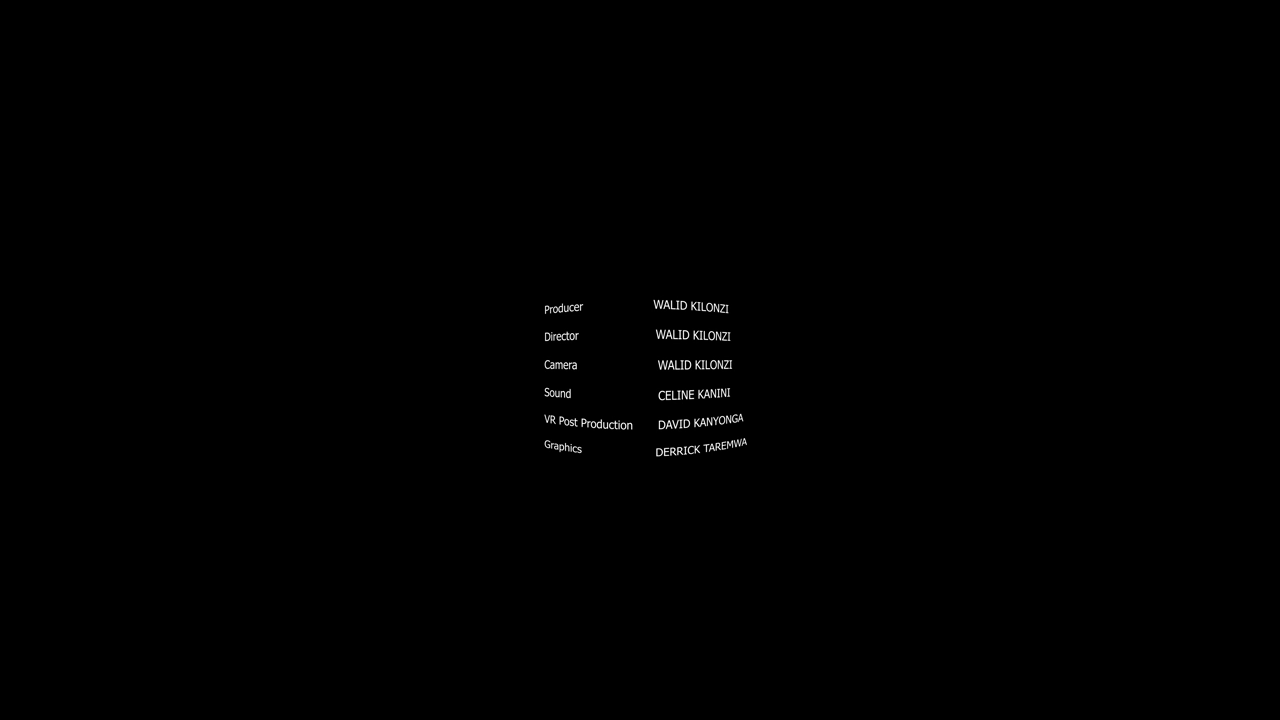 Producer WALID KILONZI
Director WALID KILONZI
Camera WALID KILONZI
Sound CELINE KANINI
VR Post Production DAVID KANYONGA
Graphics DERRICK TAREMWA